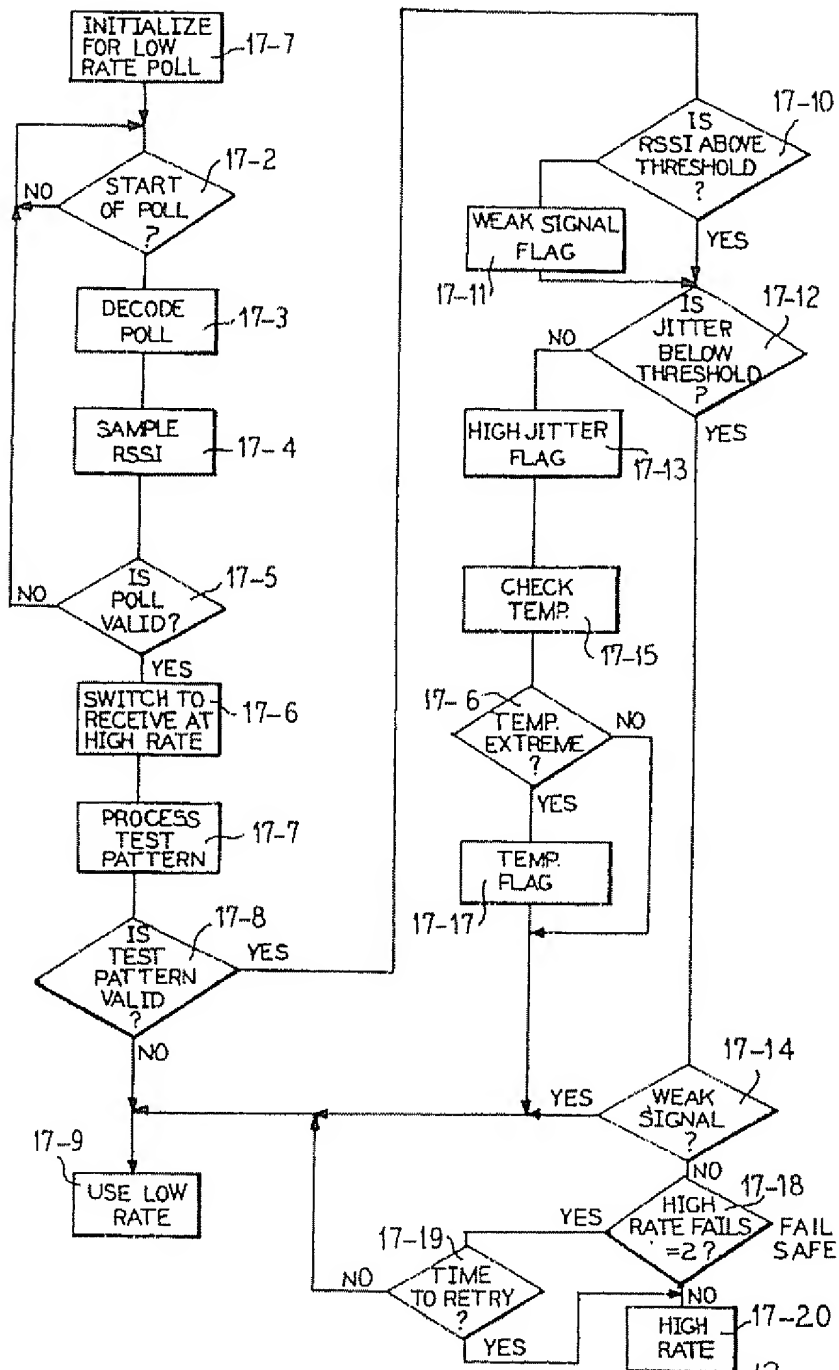 INITIALIZE
FOR LOW
RATE POLL
17-7
START
OF POLL
?
17-2
NO
DECODE
POLL
17-3
SAMPLE
RSSI
17-4
IS
POLL
VALID?
17-5
NO
YES
SWITCH TO
RECEIVE AT
HIGH RATE
17-6
PROCESS
TEST
PATTERN
17-7
IS
TEST
PATTERN
VALID
?
17-8
YES
NO
17-9
USE LOW
RATE
IS
RSSI ABOVE
THRESHOLD
?
17-10
YES
WEAK SIGNAL
FLAG
17-11
IS
JITTER
BELOW
THRESHOLD
?
17-12
NO
YES
HIGH JITTER
FLAG
17-13
CHECK
TEMP.
17-15
17-6
TEMP.
EXTREME
?
NO
YES
TEMP.
FLAG
17-17
WEAK
SIGNAL
?
17-14
YES
NO
HIGH
RATE FAILS
=2 ?
17-18
FAIL
SAFE
YES
NO
17-19
TIME
TO RETRY
?
NO
YES
HIGH
RATE
17-20